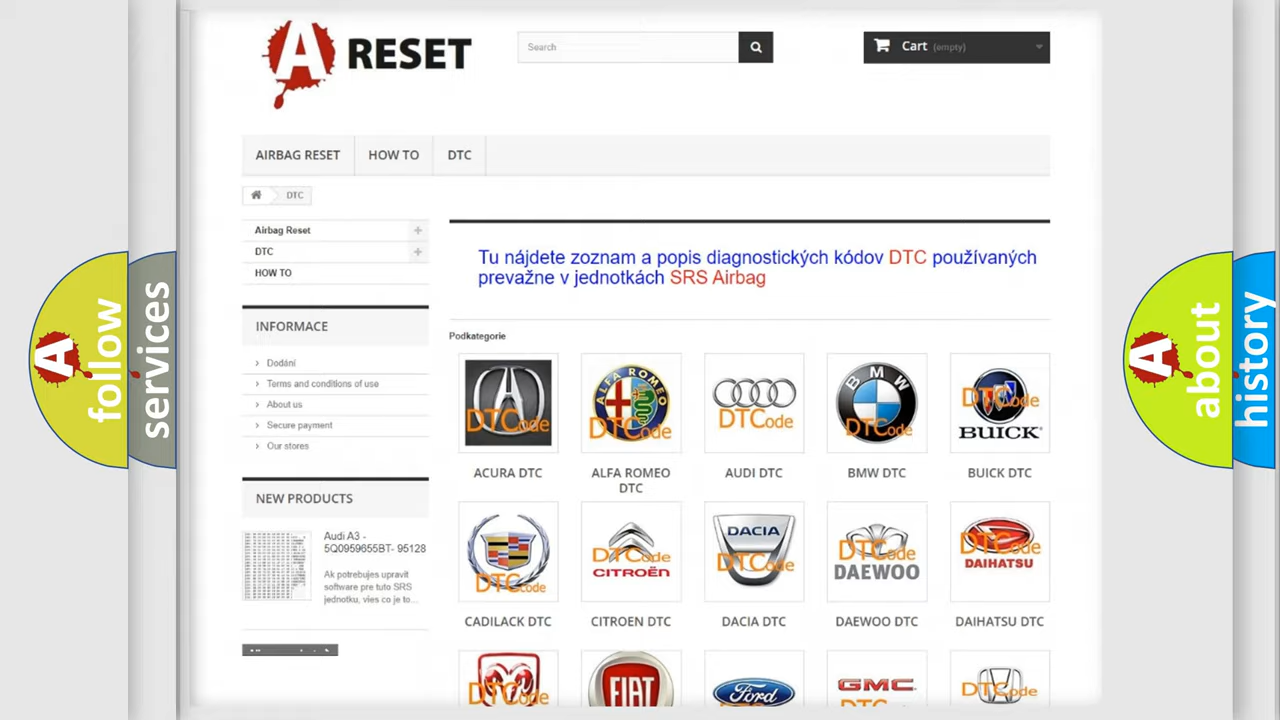 A RESET
Search
Cart (empty)
AIRBAG RESET
HOW TO
DTC
DTC
Airbag Reset
DTC
HOW TO
Tu nájdete zoznam a popis diagnostických kódov DTC používaných
prevažne v jednotkách SRS Airbag
INFORMACE
Dodání
Terms and conditions of use
About us
Secure payment
Our stores
NEW PRODUCTS
Audi A3 -
5Q0959655BT- 95128
Ak potrebujes upravit
software pre tuto SRS
jednotku, vies co je to...
Podkategorie
DTCode
ALFA ROMEO
DTCode
DTCode
BMW
DTCode
DTCode
BUICK
ACURA DTC
ALFA ROMEO
DTC
AUDI DTC
BMW DTC
BUICK DTC
DTCode
DTCode
CITROËN
DACIA
DTCode
DTCode
DAEWOO
DTCode
DAIHATSU
CADILACK DTC
CITROEN DTC
DACIA DTC
DAEWOO DTC
DAIHATSU DTC
DTCode
FIAT
Ford
GMC
DTCode
A follow
services
A about
history